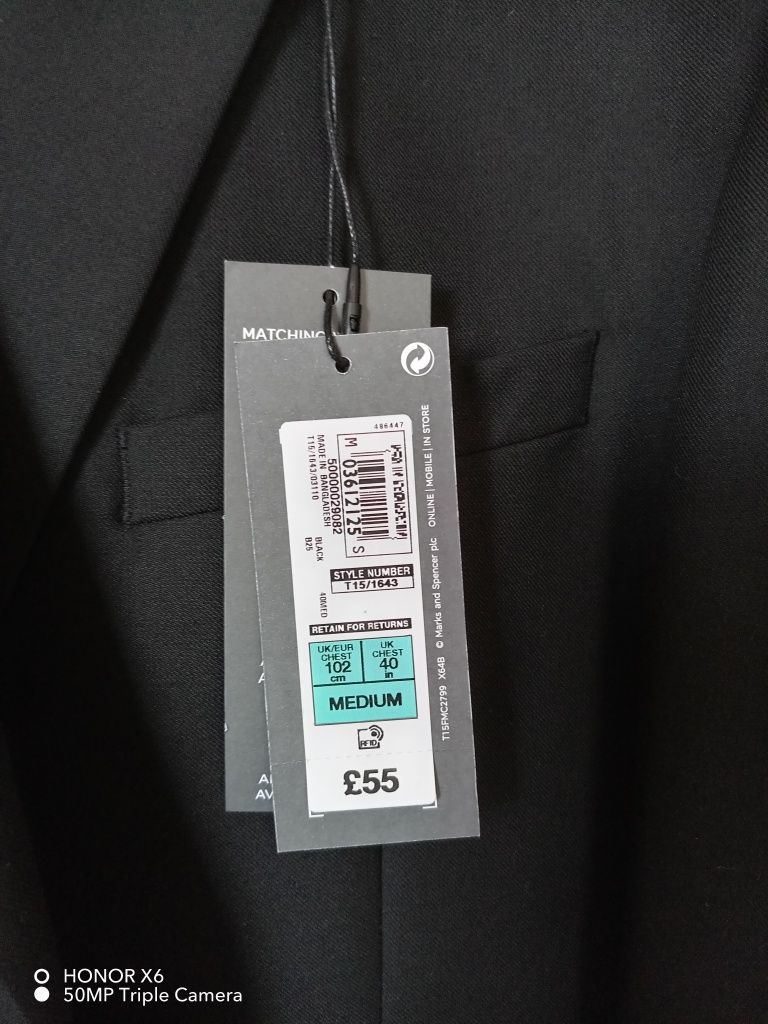 MATCHING
486447
M
03612125
S
50000029082
MADE IN BANGLADESH
T15/1643/03110
BLACK
B25
40MED
STYLE NUMBER
T15/1643
RETAIN FOR RETURNS
UK/EUR
CHEST
102
cm
UK
CHEST
40
in
MEDIUM
RFID
£55
T15FMC2799 X64B © Marks and Spencer plc ONLINE | MOBILE | IN STORE
HONOR X6
50MP Triple Camera